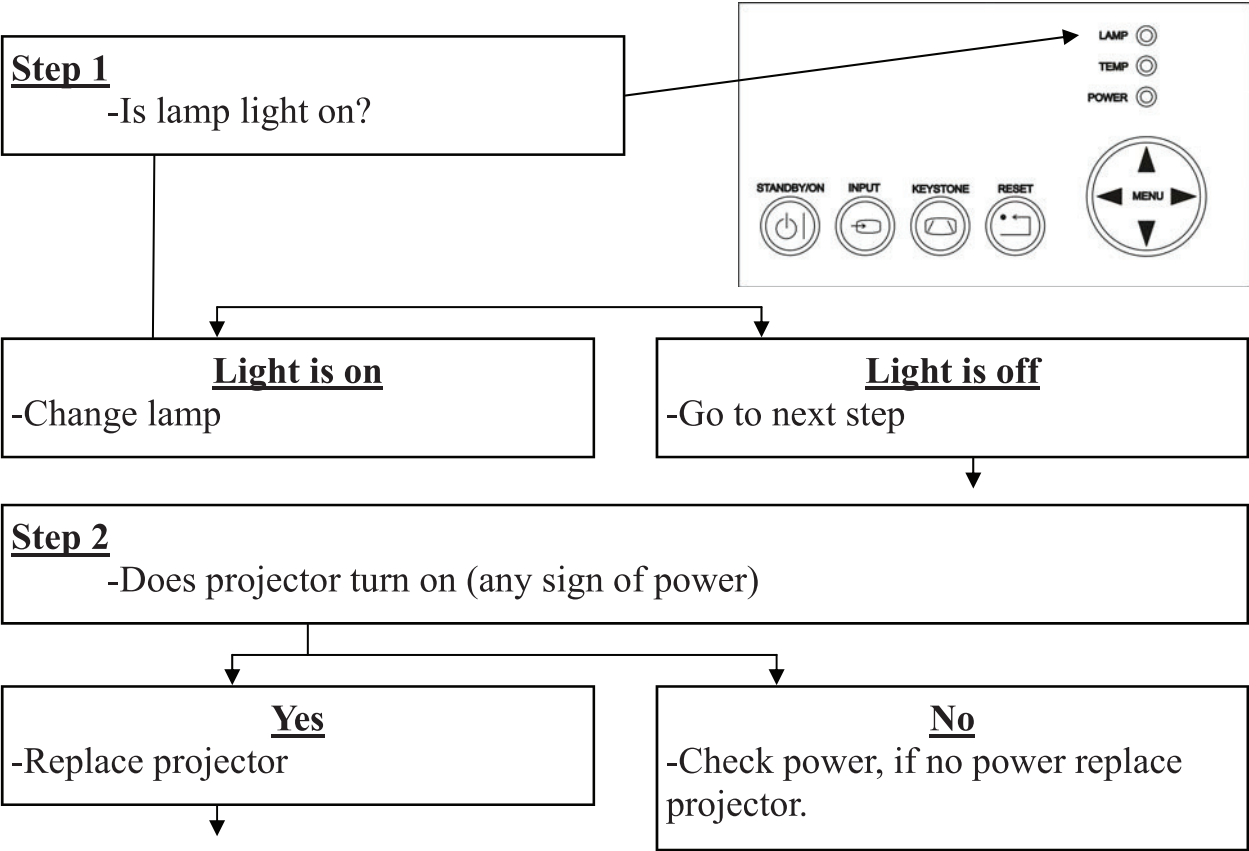 Step 1
-Is lamp light on?
LAMP
TEMP
POWER
STANDBY/ON INPUT KEYSTONE RESET
MENU
Light is on
-Change lamp
Light is off
-Go to next step
Step 2
-Does projector turn on (any sign of power)
Yes
-Replace projector
No
-Check power, if no power replace
projector.